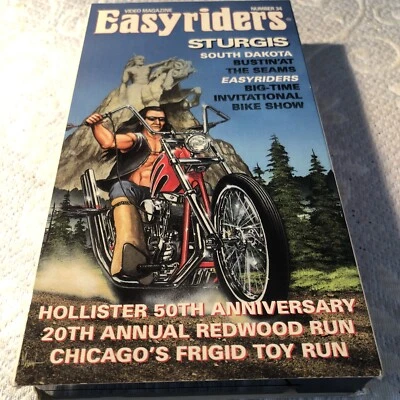 VIDEO MAGAZINE NUMBER 34
Easyriders
STURGIS
SOUTH DAKOTA
BUSTIN' AT
THE SEAMS
EASYRIDERS
BIG-TIME
INVITATIONAL
BIKE SHOW
HOLLISTER 50TH ANNIVERSARY
20TH ANNUAL REDWOOD RUN
CHICAGO'S FRIGID TOY RUN